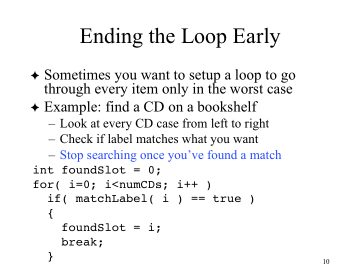 Ending the Loop Early
✦ Sometimes you want to setup a loop to go
through every item only in the worst case
✦ Example: find a CD on a bookshelf
– Look at every CD case from left to right
– Check if label matches what you want
– Stop searching once you've found a match
int foundSlot = 0;
for( i=0; i<numCDs; i++ )
if( matchLabel( i ) == true )
{
foundSlot = i;
break;
}
10